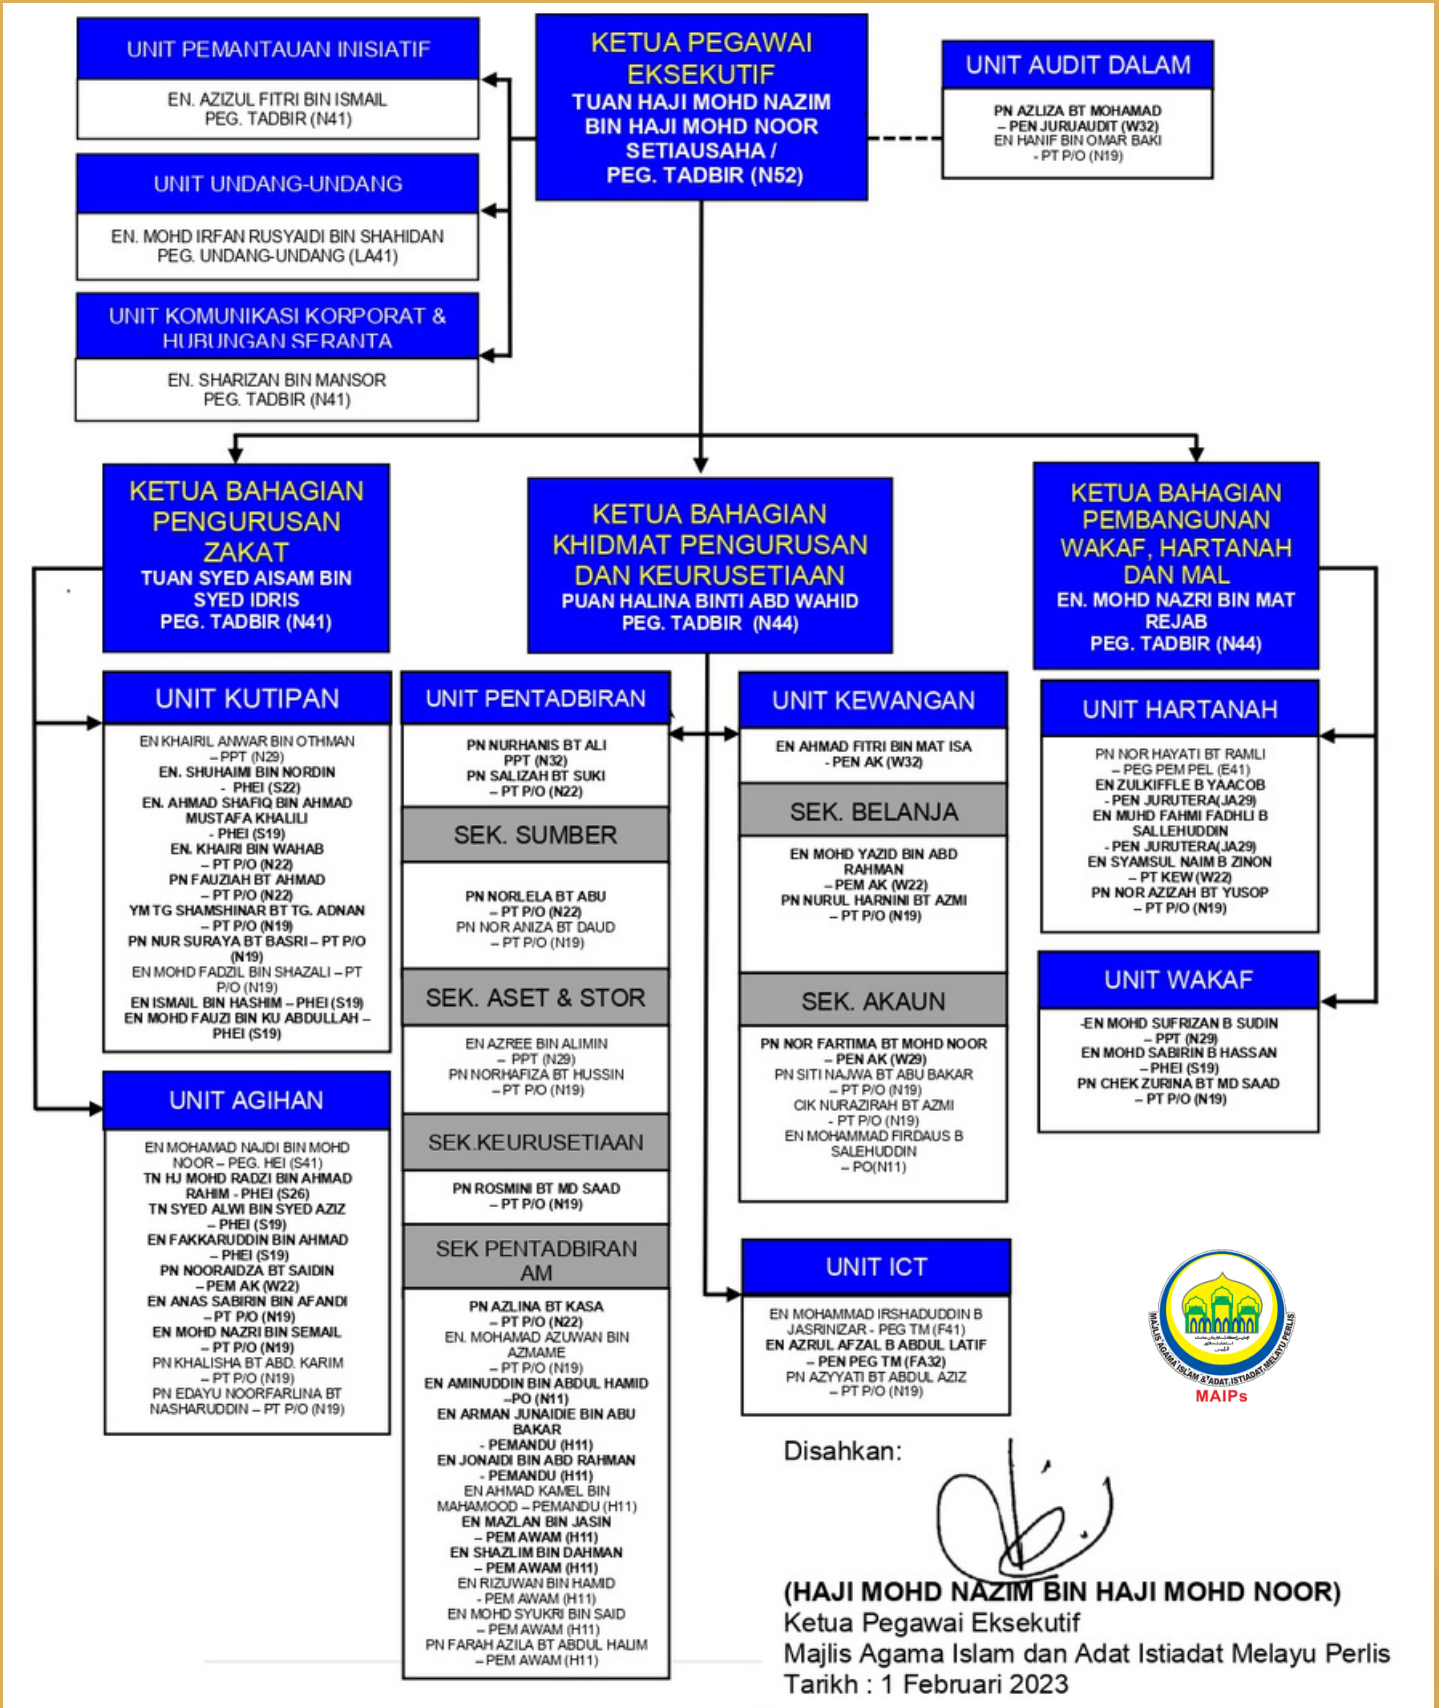 UNIT PEMANTAUAN INISIATIF
EN. AZIZUL FITRI BIN ISMAIL
PEG. TADBIR (N41)
UNIT UNDANG-UNDANG
EN. MOHD IRFAN RUSYAIDI BIN SHAHIDAN
PEG. UNDANG-UNDANG (LA41)
UNIT KOMUNIKASI KORPORAT &
HUBUNGAN SERANTA
EN. SHARIZAN BIN MANSOR
PEG. TADBIR (N41)
KETUA PEGAWAI
EKSEKUTIF
TUAN HAJI MOHD NAZIM
BIN HAJI MOHD NOOR
SETIAUSAHA /
PEG. TADBIR (N52)
UNIT AUDIT DALAM
PN AZLIZA BT MOHAMAD
– PEN JURUAUDIT (W32)
EN HANIF BIN OMAR BAKI
- PT P/O (N19)
KETUA BAHAGIAN
PENGURUSAN
ZAKAT
TUAN SYED AISAM BIN
SYED IDRIS
PEG. TADBIR (N41)
KETUA BAHAGIAN
KHIDMAT PENGURUSAN
DAN KEURUSETIAAN
PUAN HALINA BINTI ABD WAHID
PEG. TADBIR (N44)
KETUA BAHAGIAN
PEMBANGUNAN
WAKAF, HARTANAH
DAN MAL
EN. MOHD NAZRI BIN MAT
REJAB
PEG. TADBIR (N44)
UNIT KUTIPAN
EN KHAIRIL ANWAR BIN OTHMAN
– PPT (N29)
EN. SHUHAIMI BIN NORDIN
- PHEI (S22)
EN. AHMAD SHAFIQ BIN AHMAD
MUSTAFA KHALILI
- PHEI (S19)
EN. KHAIRI BIN WAHAB
– PT P/O (N22)
PN FAUZIAH BT AHMAD
– PT P/O (N22)
YM TG SHAMSHINAR BT TG. ADNAN
– PT P/O (N19)
PN NUR SURAYA BT BASRI – PT P/O
(N19)
EN MOHD FADZIL BIN SHAZALI – PT
P/O (N19)
EN ISMAIL BIN HASHIM – PHEI (S19)
EN MOHD FAUZI BIN KU ABDULLAH –
PHEI (S19)
UNIT AGIHAN
EN MOHAMAD NAJDI BIN MOHD
NOOR – PEG. HEI (S41)
TN HJ MOHD RADZI BIN AHMAD
RAHIM - PHEI (S26)
TN SYED ALWI BIN SYED AZIZ
– PHEI (S19)
EN FAKKARUDDIN BIN AHMAD
– PHEI (S19)
PN NOORAIDZA BT SAIDIN
– PEM AK (W22)
EN ANAS SABIRIN BIN AFANDI
– PT P/O (N19)
EN MOHD NAZRI BIN SEMAIL
– PT P/O (N19)
PN KHALISHA BT ABD. KARIM
– PT P/O (N19)
PN EDAYU NOORFARLINA BT
NASHARUDDIN – PT P/O (N19)
UNIT PENTADBIRAN
PN NURHANIS BT ALI
PPT (N32)
PN SALIZAH BT SUKI
– PT P/O (N22)
SEK. SUMBER
PN NORLELA BT ABU
– PT P/O (N22)
PN NOR ANIZA BT DAUD
– PT P/O (N19)
SEK. ASET & STOR
EN AZREE BIN ALIMIN
– PPT (N29)
PN NORHAFIZA BT HUSSIN
– PT P/O (N19)
SEK.KEURUSETIAAN
PN ROSMINI BT MD SAAD
– PT P/O (N19)
SEK PENTADBIRAN
AM
PN AZLINA BT KASA
– PT P/O (N22)
EN. MOHAMAD AZUWAN BIN
AZMAME
– PT P/O (N19)
EN AMINUDDIN BIN ABDUL HAMID
–PO (N11)
EN ARMAN JUNAIDIE BIN ABU
BAKAR
- PEMANDU (H11)
EN JONAIDI BIN ABD RAHMAN
- PEMANDU (H11)
EN AHMAD KAMEL BIN
MAHAMOOD – PEMANDU (H11)
EN MAZLAN BIN JASIN
– PEM AWAM (H11)
EN SHAZLIM BIN DAHMAN
– PEM AWAM (H11)
EN RIZUWAN BIN HAMID
- PEM AWAM (H11)
EN MOHD SYUKRI BIN SAID
– PEM AWAM (H11)
PN FARAH AZILA BT ABDUL HALIM
– PEM AWAM (H11)
UNIT KEWANGAN
EN AHMAD FITRI BIN MAT ISA
- PEN AK (W32)
SEK. BELANJA
EN MOHD YAZID BIN ABD
RAHMAN
– PEM AK (W22)
PN NURUL HARNINI BT AZMI
– PT P/O (N19)
SEK. AKAUN
PN NOR FARTIMA BT MOHD NOOR
– PEN AK (W29)
PN SITI NAJWA BT ABU BAKAR
– PT P/O (N19)
CIK NURAZIRAH BT AZMI
- PT P/O (N19)
EN MOHAMMAD FIRDAUS B
SALEHUDDIN
– PO(N11)
UNIT ICT
EN MOHAMMAD IRSHADUDDIN B
JASRINIZAR - PEG TM (F41)
EN AZRUL AFZAL B ABDUL LATIF
– PEN PEG TM (FA32)
PN AZYYATI BT ABDUL AZIZ
– PT P/O (N19)
UNIT HARTANAH
PN NOR HAYATI BT RAMLI
– PEG PEM PEL (E41)
EN ZULKIFFLE B YAACOB
- PEN JURUTERA(JA29)
EN MUHD FAHMI FADHLI B
SALLEHUDDIN
- PEN JURUTERA(JA29)
EN SYAMSUL NAIM B ZINON
– PT KEW (W22)
PN NOR AZIZAH BT YUSOP
– PT P/O (N19)
UNIT WAKAF
-EN MOHD SUFRIZAN B SUDIN
– PPT (N29)
EN MOHD SABIRIN B HASSAN
– PHEI (S19)
PN CHEK ZURINA BT MD SAAD
– PT P/O (N19)
MAJLIS AGAMA ISLAM & ADAT ISTIADAT MELAYU PERLIS
MAIPs
Disahkan:
(HAJI MOHD NAZIM BIN HAJI MOHD NOOR)
Ketua Pegawai Eksekutif
Majlis Agama Islam dan Adat Istiadat Melayu Perlis
Tarikh : 1 Februari 2023